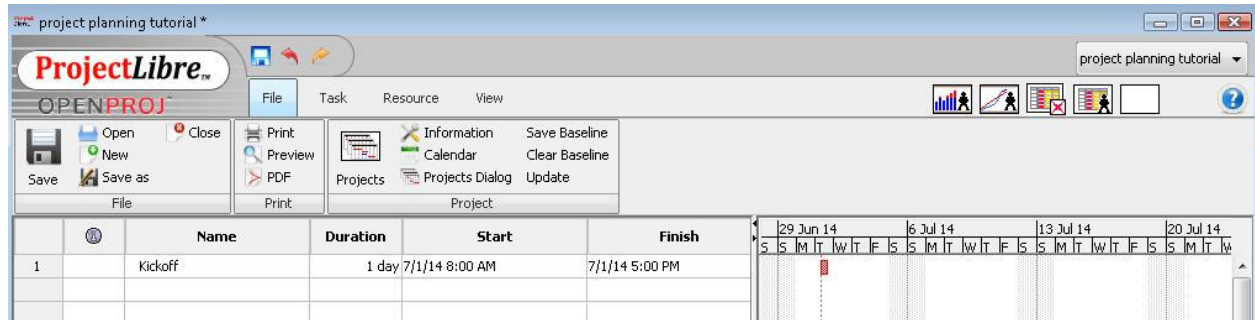 project planning tutorial *
ProjectLibre™
OPENPROJ
project planning tutorial
File Task Resource View
Save
Open
New
Save as
Close
File
Print
Preview
PDF
Print
Projects
Information
Calendar
Projects Dialog
Save Baseline
Clear Baseline
Update
Project
Name Duration Start Finish
29 Jun 14 6 Jul 14 13 Jul 14 20 Jul 14
S S M T W T F S S M T W T F S S M T W T F S S M T W
1 Kickoff 1 day 7/1/14 8:00 AM 7/1/14 5:00 PM